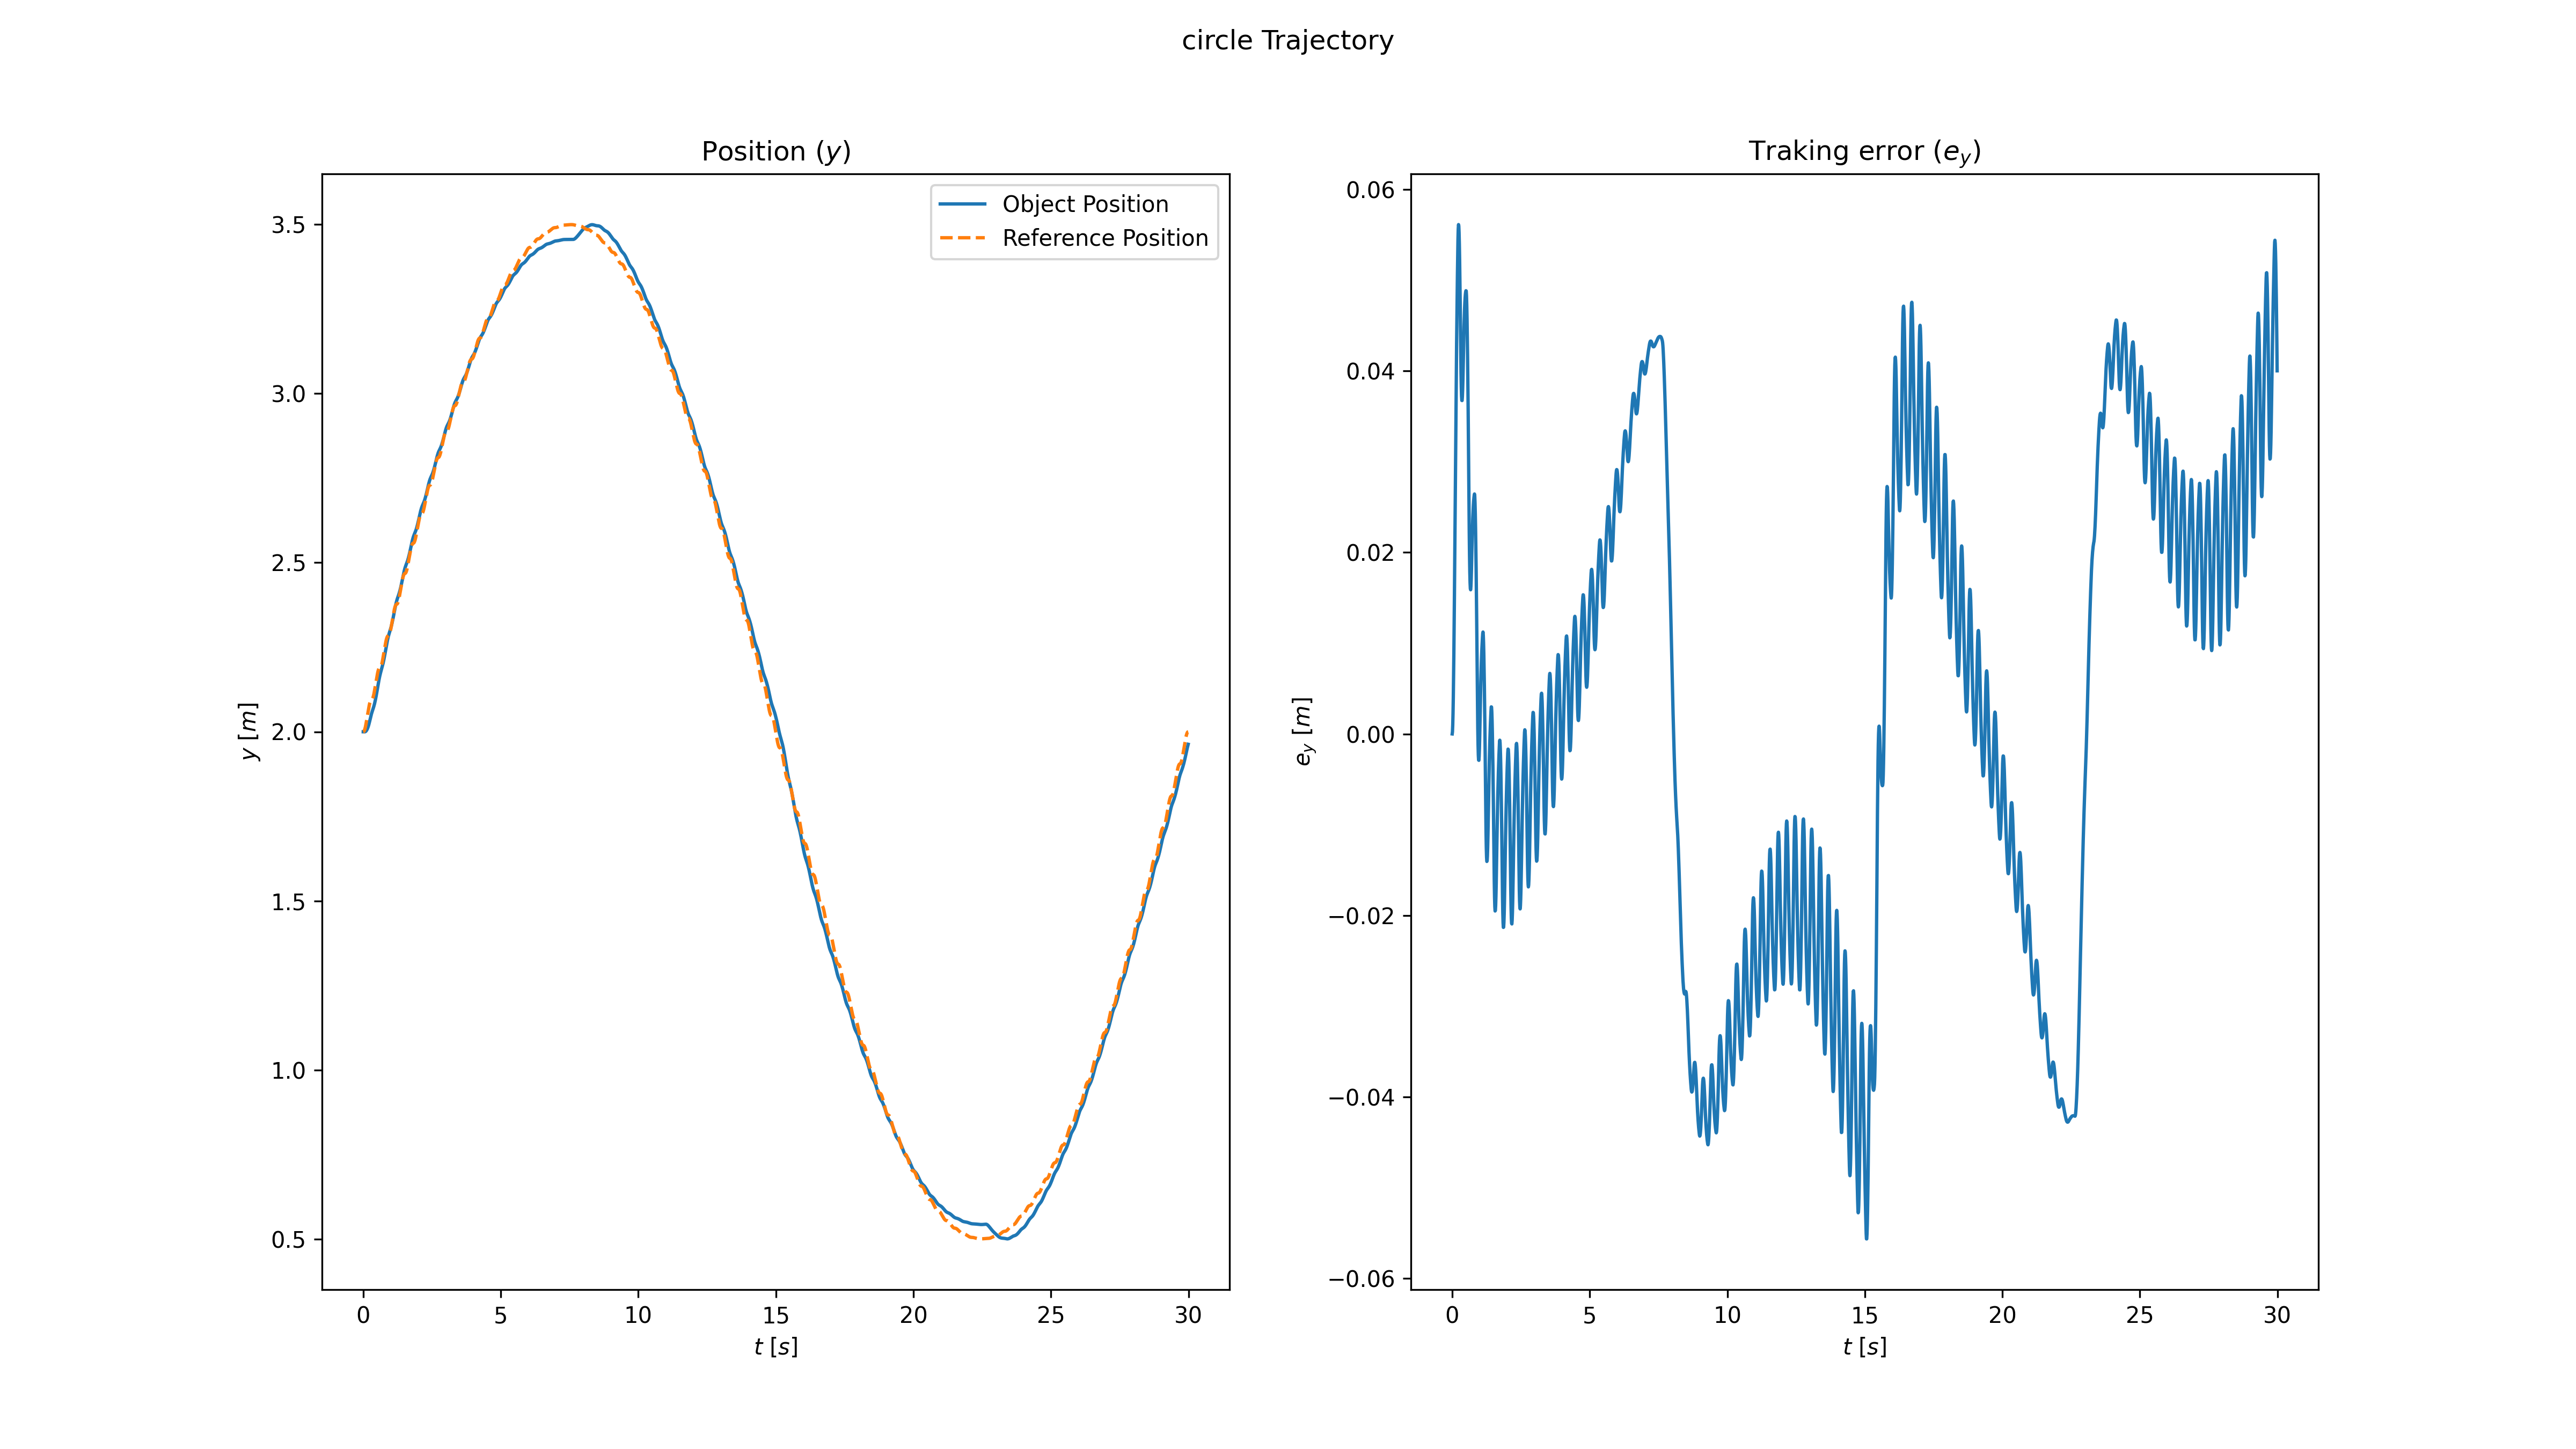 circle Trajectory
Position (y)
Object Position
Reference Position
3.5
3.0
2.5
2.0
1.5
1.0
0.5
y [m]
0 5 10 15 20 25 30
t [s]
Traking error (e_y)
0.06
0.04
0.02
0.00
−0.02
−0.04
−0.06
e_y [m]
0 5 10 15 20 25 30
t [s]